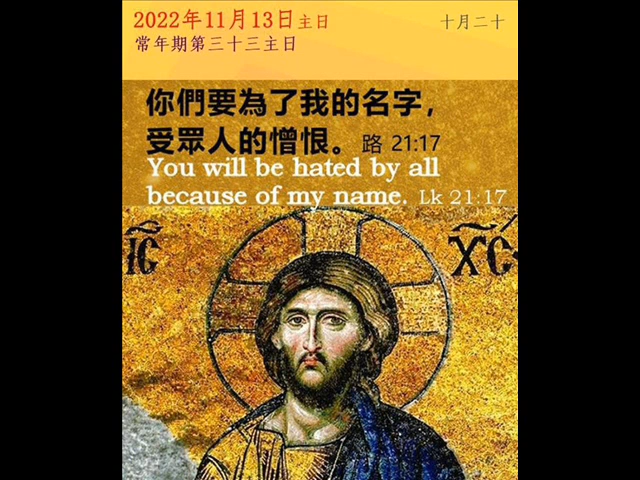 2022年11月13日主日 十月二十
常年期第三十三主日
你們要為了我的名字，
受眾人的憎恨。路 21:17
You will be hated by all
because of my name. Lk 21:17
IC XC